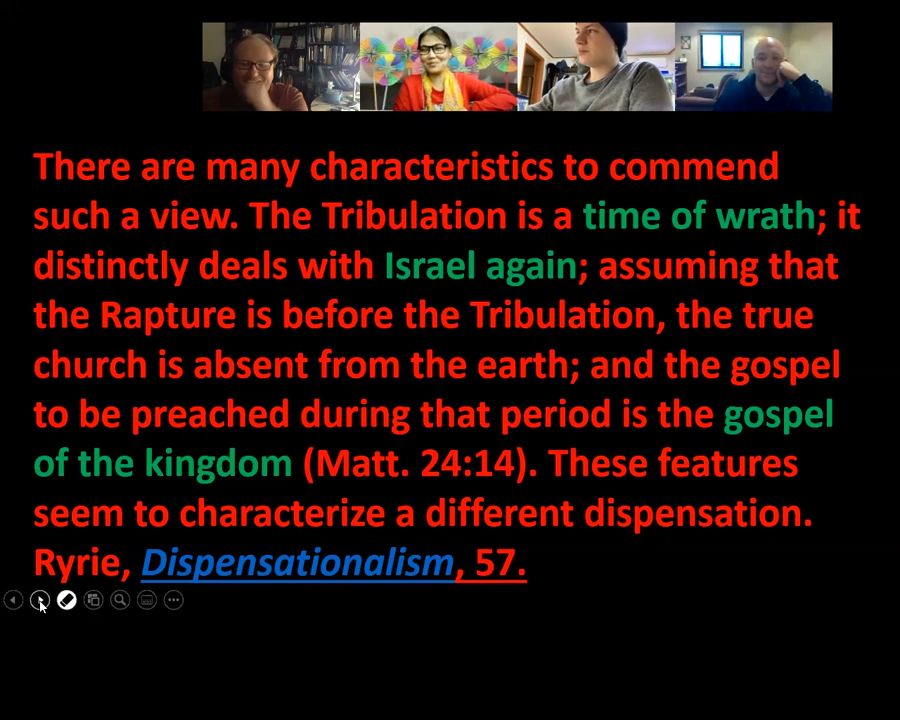 There are many characteristics to commend
such a view. The Tribulation is a time of wrath; it
distinctly deals with Israel again; assuming that
the Rapture is before the Tribulation, the true
church is absent from the earth; and the gospel
to be preached during that period is the gospel
of the kingdom (Matt. 24:14). These features
seem to characterize a different dispensation.
Ryrie, Dispensationalism, 57.